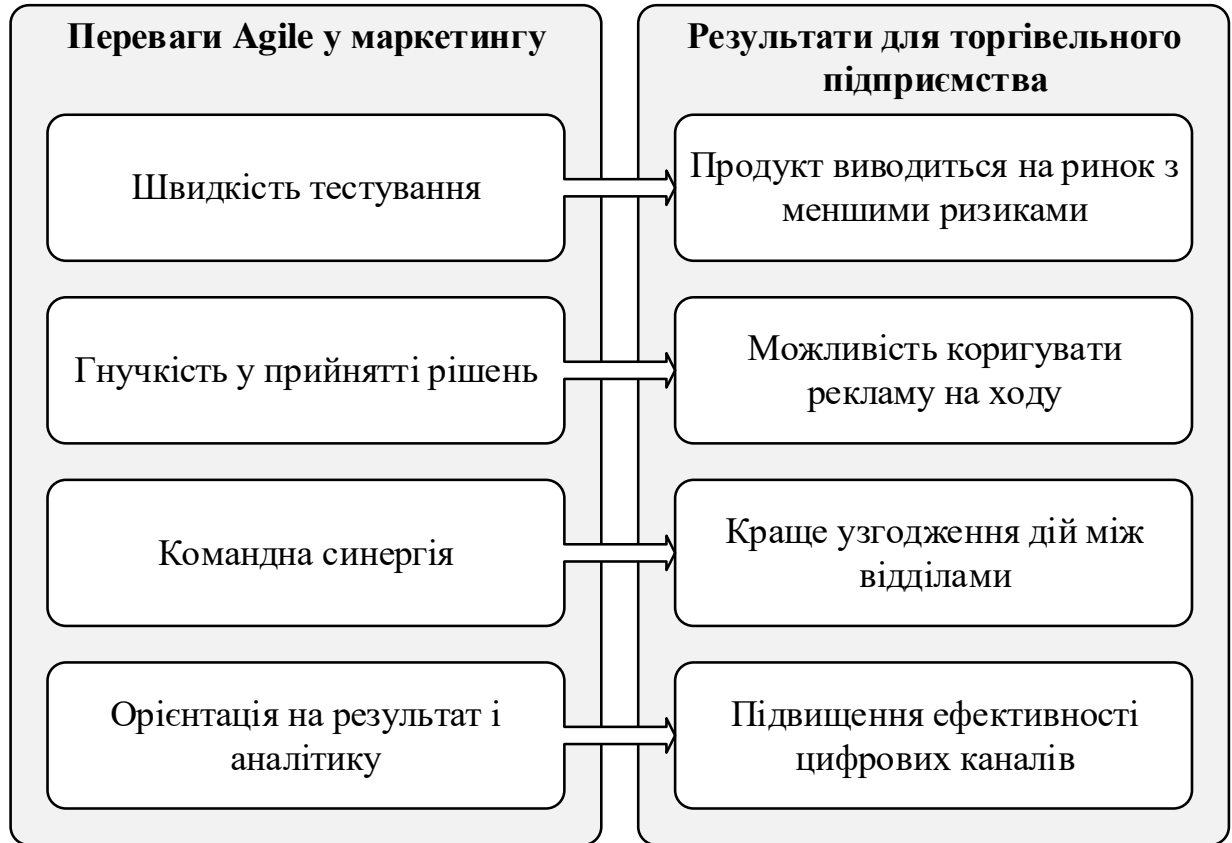 Переваги Agile у маркетингу
Результати для торгівельного
підприємства
Швидкість тестування
Продукт виводиться на ринок з
меншими ризиками
Гнучкість у прийнятті рішень
Можливість коригувати
рекламу на ходу
Командна синергія
Краще узгодження дій між
відділами
Орієнтація на результат і
аналітику
Підвищення ефективності
цифрових каналів